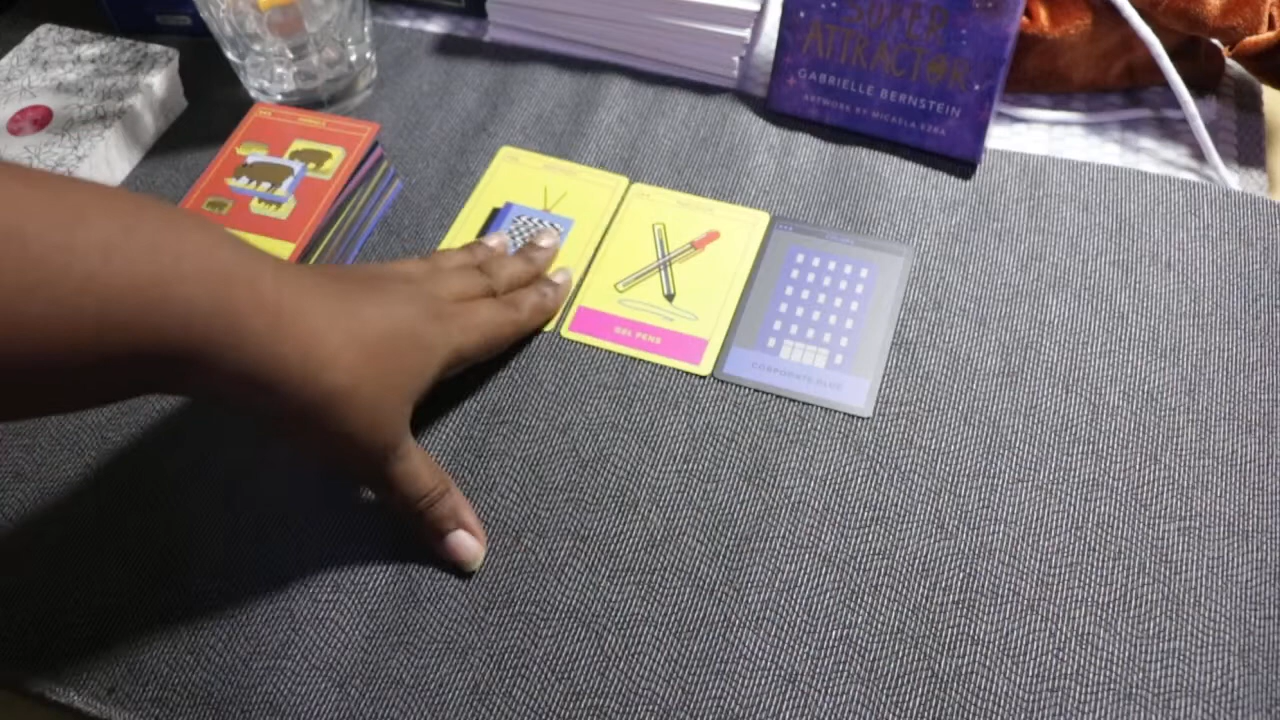 SUPER
ATTRACTOR
GABRIELLE BERNSTEIN
ARTWORK BY MICAELA EZRA
GEL PENS
CORPORATE BLUE